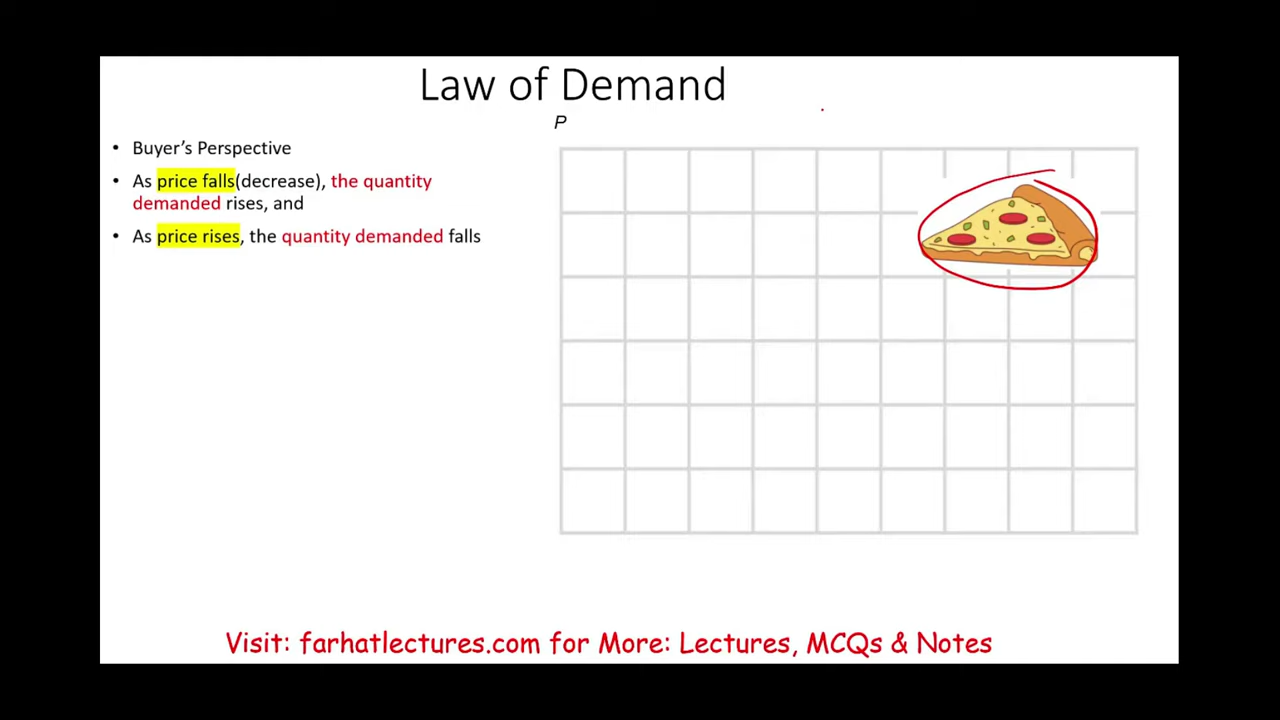 Law of Demand
P
• Buyer’s Perspective
• As price falls(decrease), the quantity
demanded rises, and
• As price rises, the quantity demanded falls
Visit: farhatlectures.com for More: Lectures, MCQs & Notes